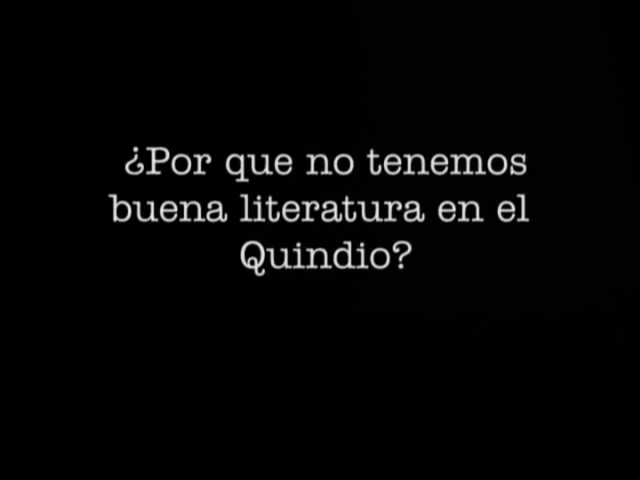 ¿Por que no tenemos
buena literatura en el
Quindio?